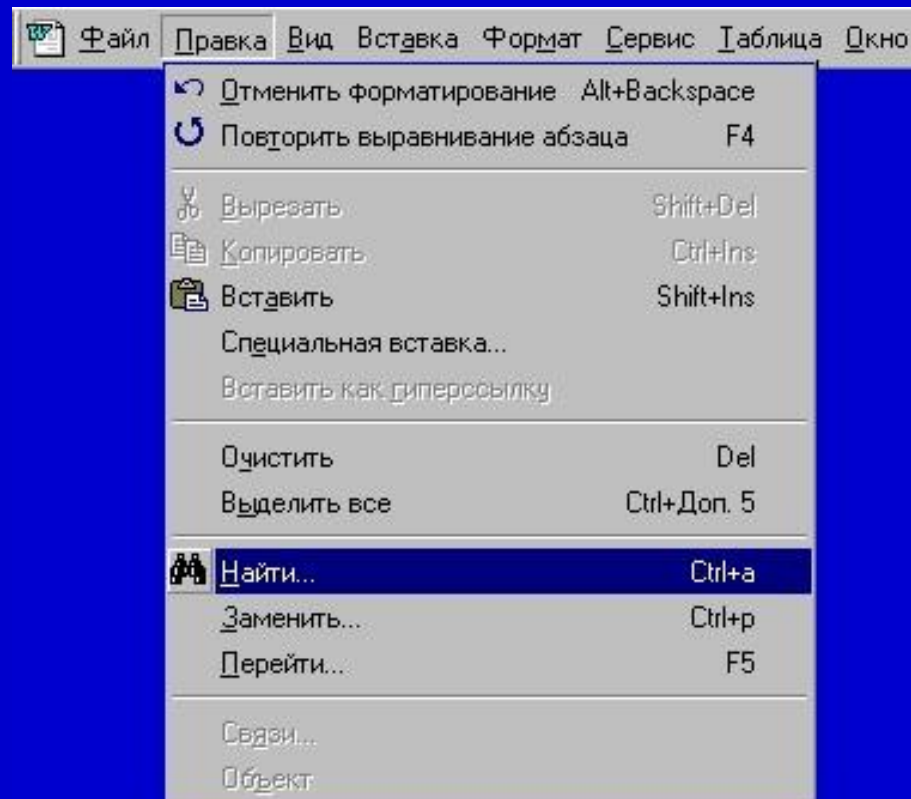 Файл Правка Вид Вставка Формат Сервис Таблица Окно
Отменить форматирование Alt+Backspace
Повторить выравнивание абзаца F4
Вырезать Shift+Del
Копировать Ctrl+Ins
Вставить Shift+Ins
Специальная вставка...
Вставить как гиперссылку
Очистить Del
Выделить все Ctrl+Доп. 5
Найти... Ctrl+а
Заменить... Ctrl+р
Перейти... F5
Связи...
Объект